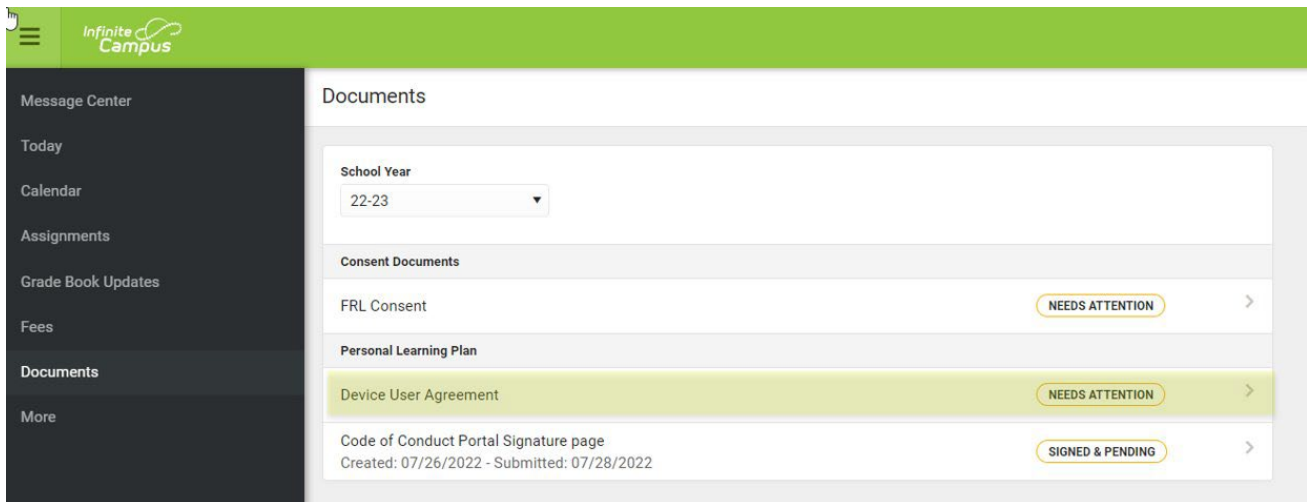 Infinite
Campus
Message Center
Today
Calendar
Assignments
Grade Book Updates
Fees
Documents
More
Documents
School Year
22-23
Consent Documents
FRL Consent
NEEDS ATTENTION
Personal Learning Plan
Device User Agreement
NEEDS ATTENTION
Code of Conduct Portal Signature page
Created: 07/26/2022 - Submitted: 07/28/2022
SIGNED & PENDING